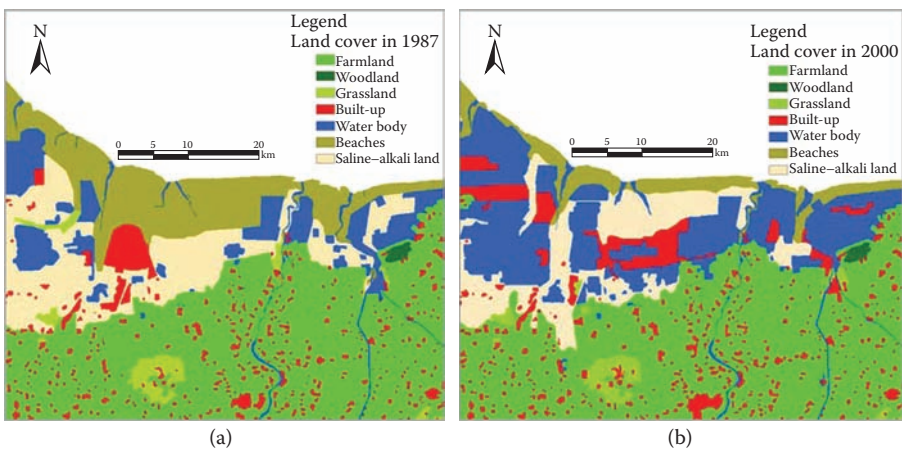 Legend
N
Land cover in 1987
Farmland
Woodland
Grassland
Built-up
Water body
Beaches
Saline–alkali land
0 5 10 20
km
(a)
Legend
N
Land cover in 2000
Farmland
Woodland
Grassland
Built-up
Water body
Beaches
Saline–alkali land
0 5 10 20
km
(b)